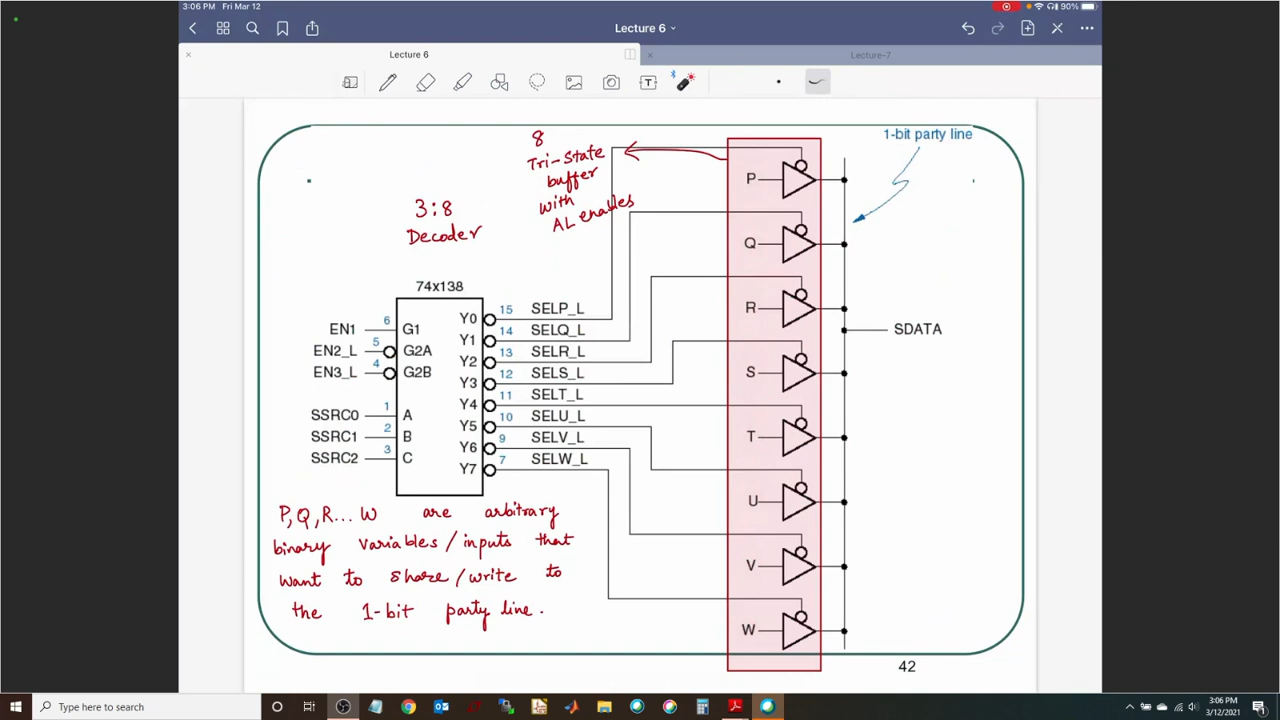 3:06 PM Fri Mar 12
90%
Lecture 6
Lecture 6
Lecture-7
T
1-bit party line
8
Tri-State
buffer
with
AL enables
3:8
Decoder
74x138
EN1 6 G1
EN2_L 5 G2A
EN3_L 4 G2B
SSRC0 1 A
SSRC1 2 B
SSRC2 3 C
Y0 15 SELP_L
Y1 14 SELQ_L
Y2 13 SELR_L
Y3 12 SELS_L
Y4 11 SELT_L
Y5 10 SELU_L
Y6 9 SELV_L
Y7 7 SELW_L
P
Q
R
S
T
U
V
W
SDATA
P,Q,R...W are arbitrary
binary variables/inputs that
want to share/write to
the 1-bit party line.
42
Type here to search
3:06 PM
3/12/2021
1